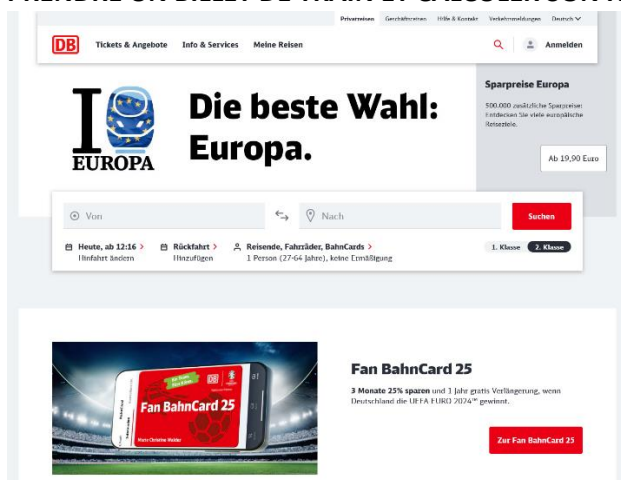 Privatreisen Geschäftsreisen Hilfe & Kontakt Verkehrsmeldungen Deutsch
DB Tickets & Angebote Info & Services Meine Reisen Anmelden
I
EUROPA
Die beste Wahl:
Europa.
Sparpreise Europa
500.000 zusätzliche Sparpreise:
Entdecken Sie viele europäische
Reiseziele.
Ab 19,90 Euro
Von Nach Suchen
Heute, ab 12:16 Rückfahrt Reisende, Fahrräder, BahnCards 1. Klasse 2. Klasse
Hinfahrt ändern Hinzufügen 1 Person (27-64 Jahre), keine Ermäßigung
DB
Fan BahnCard 25
Fan BahnCard 25
3 Monate 25% sparen und 1 Jahr gratis Verlängerung, wenn
Deutschland die UEFA EURO 2024™ gewinnt.
Zur Fan BahnCard 25